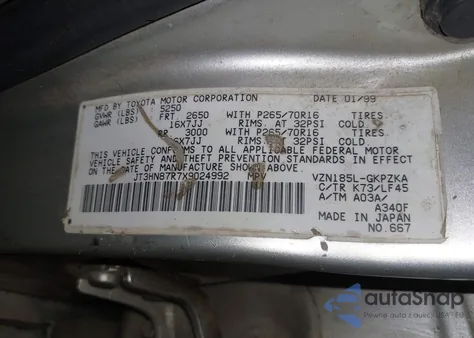 MFD BY TOYOTA MOTOR CORPORATION DATE 01/99
GVWR (LBS) 5250
GAWR (LBS) FRT 2650 WITH P265/70R16 TIRES
16X7JJ RIMS, AT 32PSI COLD
RR 3000 WITH P265/70R16 TIRES
16X7JJ RIMS, AT 32PSI
THIS VEHICLE CONFORMS TO ALL APPLICABLE FEDERAL MOTOR
VEHICLE SAFETY AND THEFT PREVENTION STANDARDS IN EFFECT
ON THE DATE OF MANUFACTURE SHOWN ABOVE.
JT3HN87R7X9024992 MPV VZN185L-GKPZKA
C/TR K73/LF45
A/TM A03A/
A340F
MADE IN JAPAN
NO.667
autoSnap